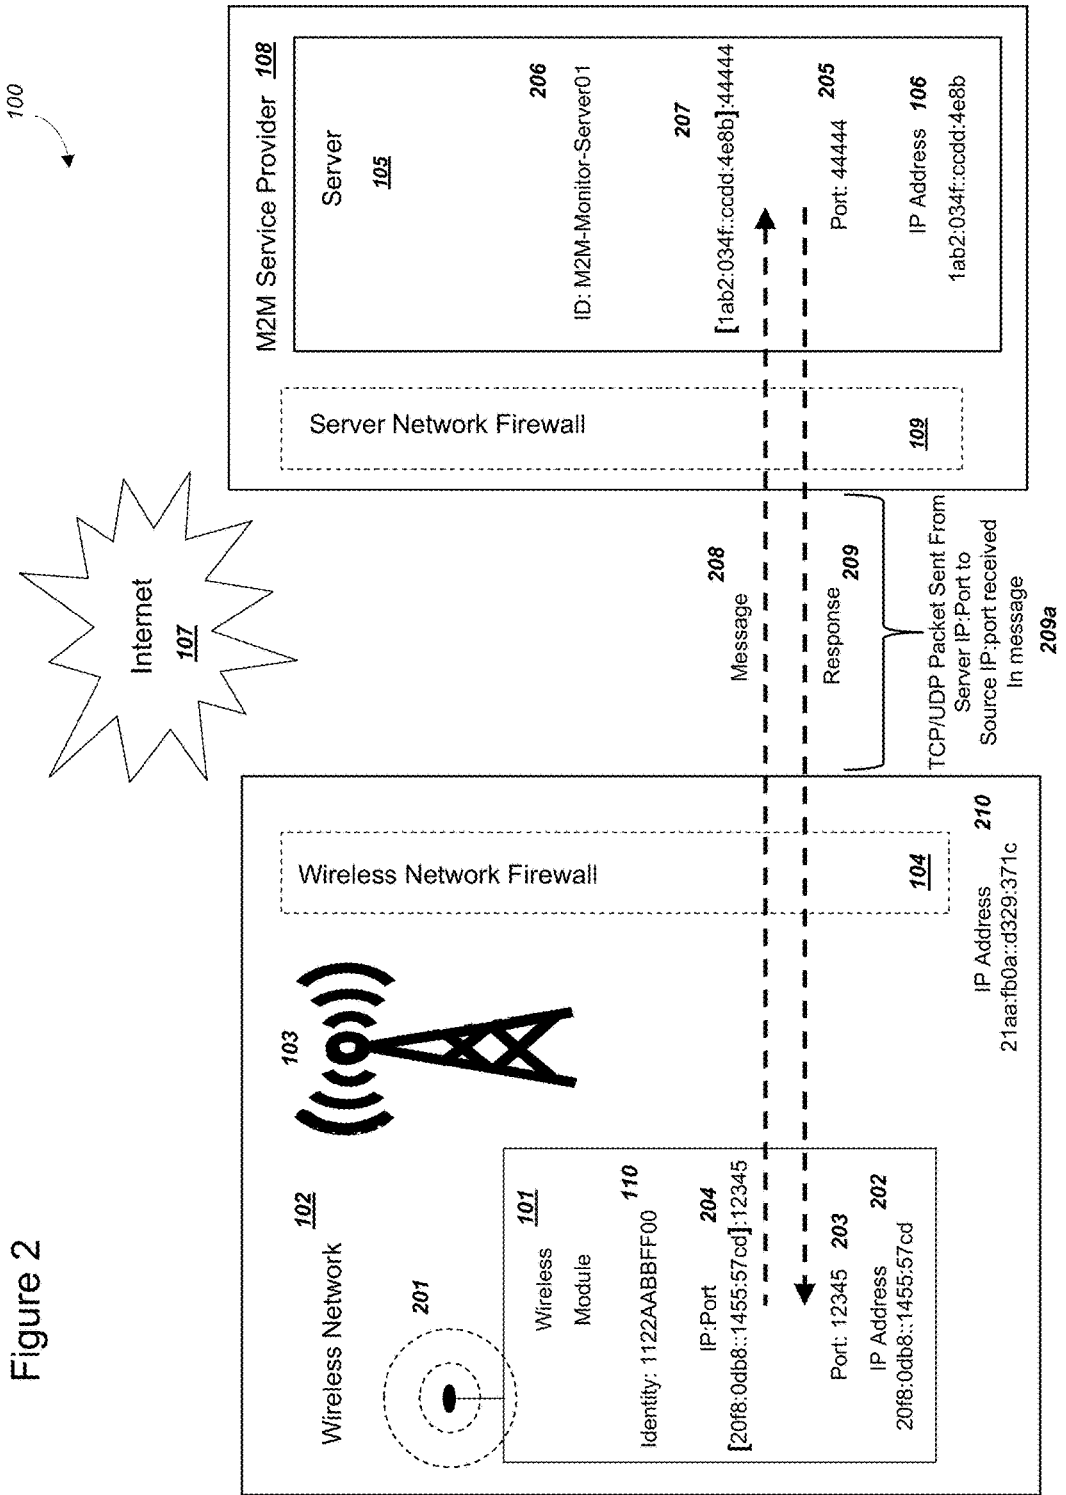 Figure 2
100
Wireless Network
102
103
201
Wireless
101
Module
Identity: 1122AABBFF00
110
IP:Port
204
[20f8:0db8::1455:57cd]:12345
Port: 12345
203
IP Address
202
20f8:0db8::1455:57cd
Wireless Network Firewall
104
IP Address
210
21aa:fb0a::d329:371c
Internet
107
Message
208
Response
209
TCP/UDP Packet Sent From
Server IP:Port to
Source IP:port received
In message
209a
M2M Service Provider
108
Server Network Firewall
109
Server
105
206
ID: M2M-Monitor-Server01
207
[1ab2:034f::ccdd:4e8b]:44444
205
Port: 44444
IP Address
106
1ab2:034f::ccdd:4e8b